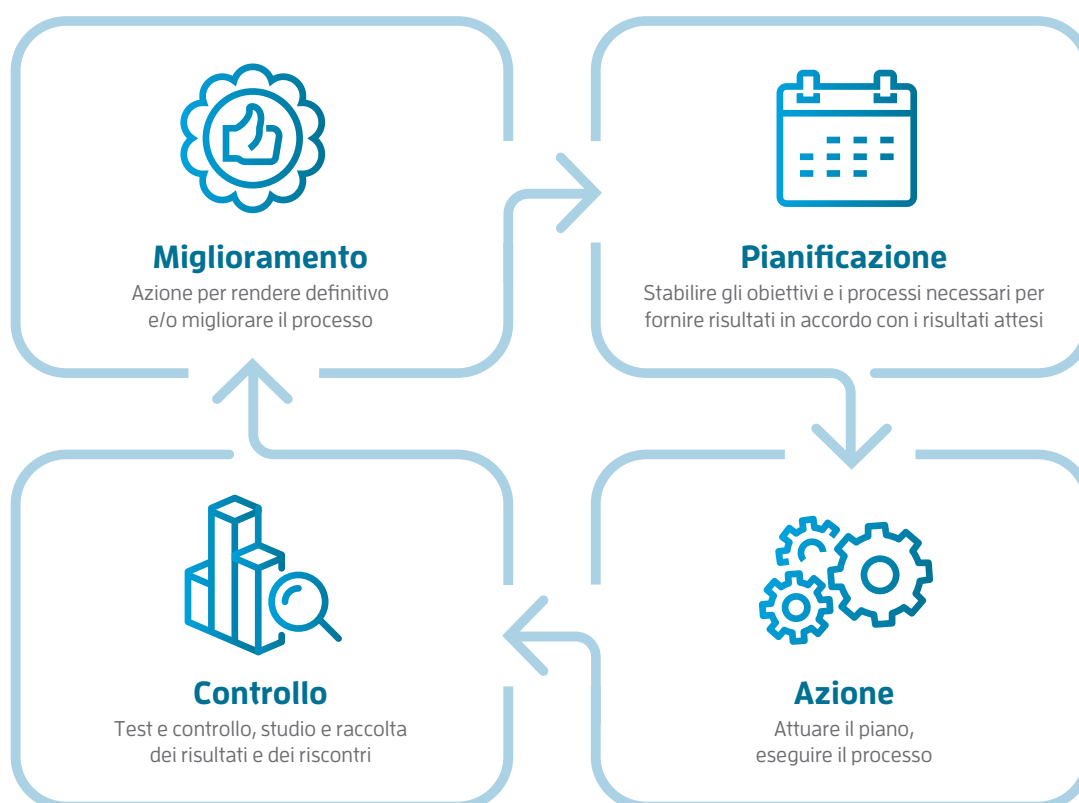 Miglioramento
Azione per rendere definitivo
e/o migliorare il processo
Pianificazione
Stabilire gli obiettivi e i processi necessari per
fornire risultati in accordo con i risultati attesi
Controllo
Test e controllo, studio e raccolta
dei risultati e dei riscontri
Azione
Attuare il piano,
eseguire il processo